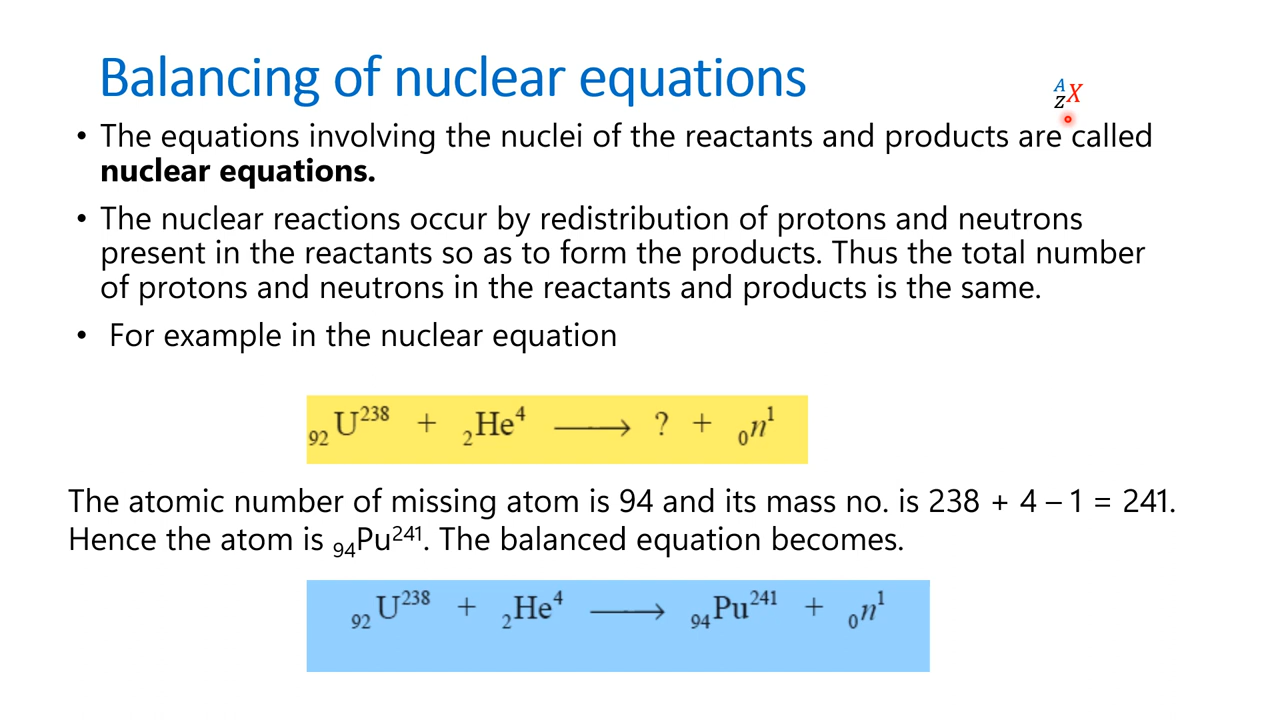 Balancing of nuclear equations
A
Z X
• The equations involving the nuclei of the reactants and products are called
nuclear equations.
• The nuclear reactions occur by redistribution of protons and neutrons
present in the reactants so as to form the products. Thus the total number
of protons and neutrons in the reactants and products is the same.
• For example in the nuclear equation
₉₂U²³⁸ + ₂He⁴ ⟶ ? + ₀n¹
The atomic number of missing atom is 94 and its mass no. is 238 + 4 – 1 = 241.
Hence the atom is ₉₄Pu²⁴¹. The balanced equation becomes.
₉₂U²³⁸ + ₂He⁴ ⟶ ₉₄Pu²⁴¹ + ₀n¹